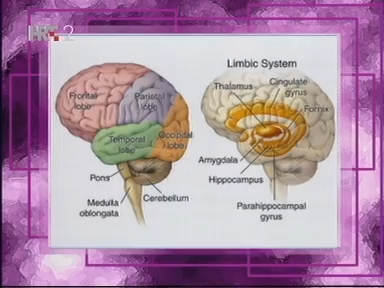 HRT 2
Limbic System
Frontal
lobe
Parietal
lobe
Temporal
lobe
Occipital
lobe
Pons
Medulla
oblongata
Cerebellum
Thalamus
Cingulate
gyrus
Fornix
Amygdala
Hippocampus
Parahippocampal
gyrus